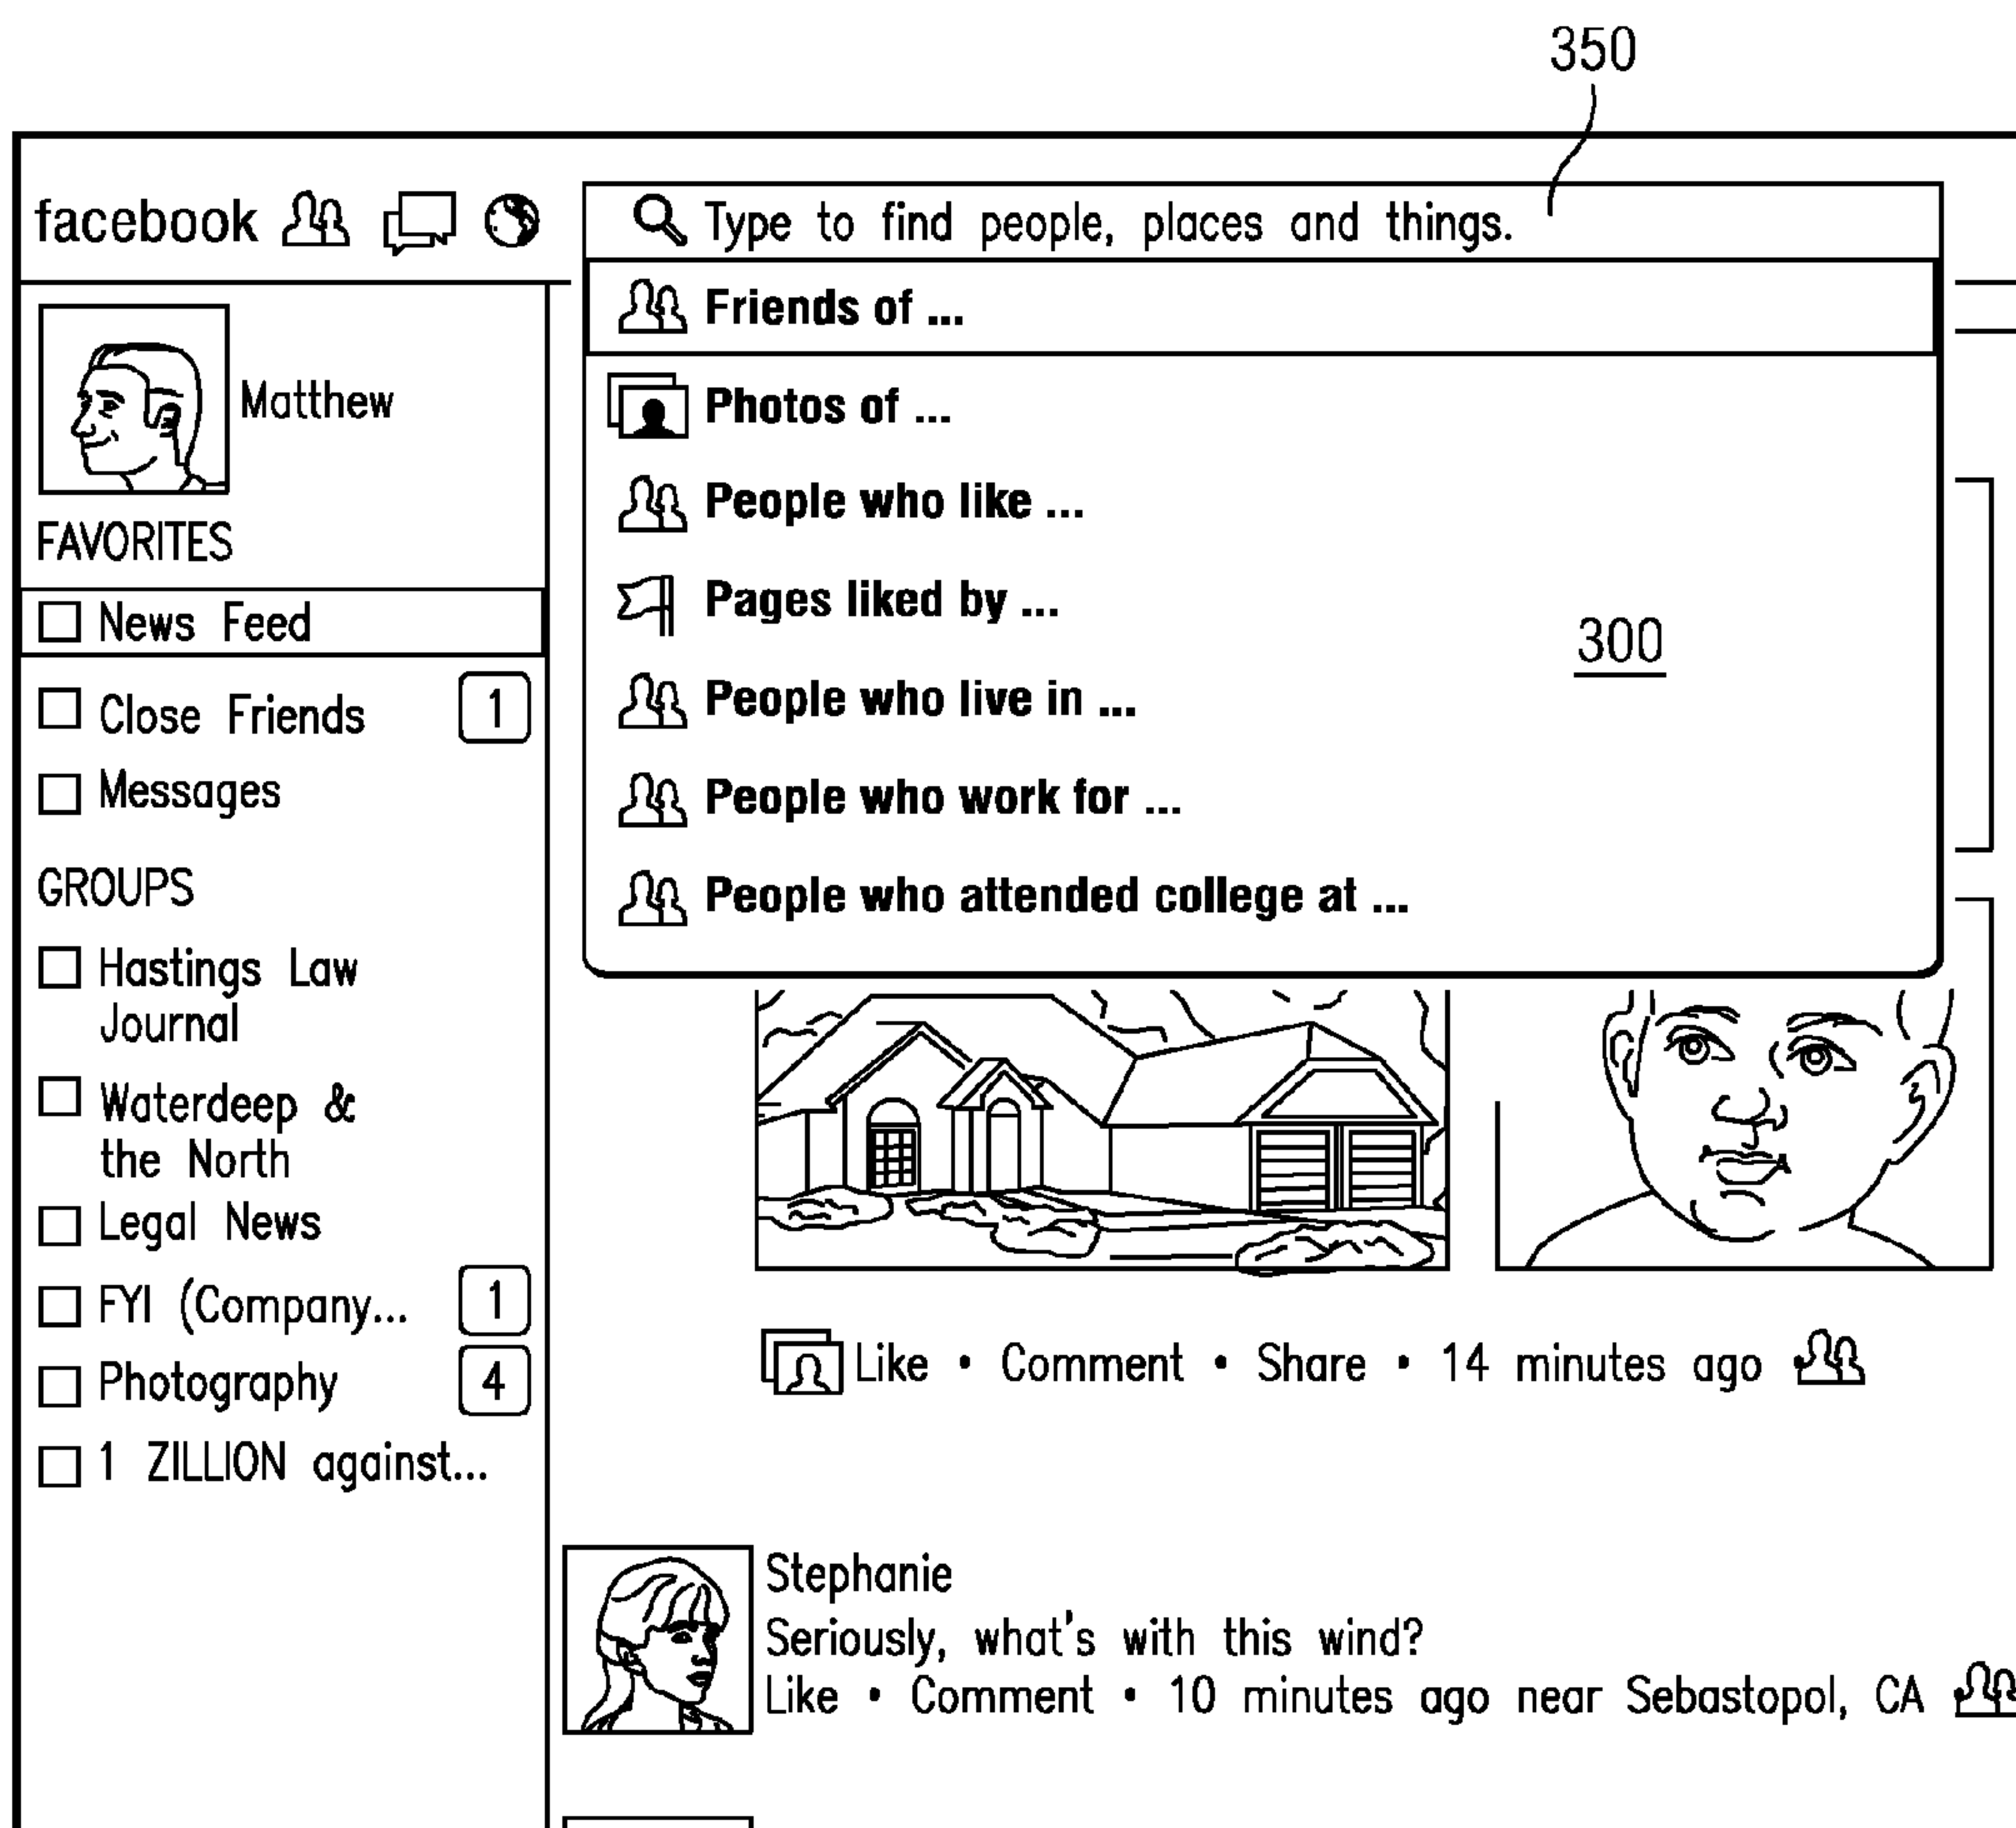 350
facebook
Type to find people, places and things.
Friends of ...
Photos of ...
People who like ...
Pages liked by ...
300
People who live in ...
People who work for ...
People who attended college at ...
Matthew
FAVORITES
News Feed
Close Friends 1
Messages
GROUPS
Hastings Law
Journal
Waterdeep &
the North
Legal News
FYI (Company... 1
Photography 4
1 ZILLION against...
Like • Comment • Share • 14 minutes ago
Stephanie
Seriously, what's with this wind?
Like • Comment • 10 minutes ago near Sebastopol, CA